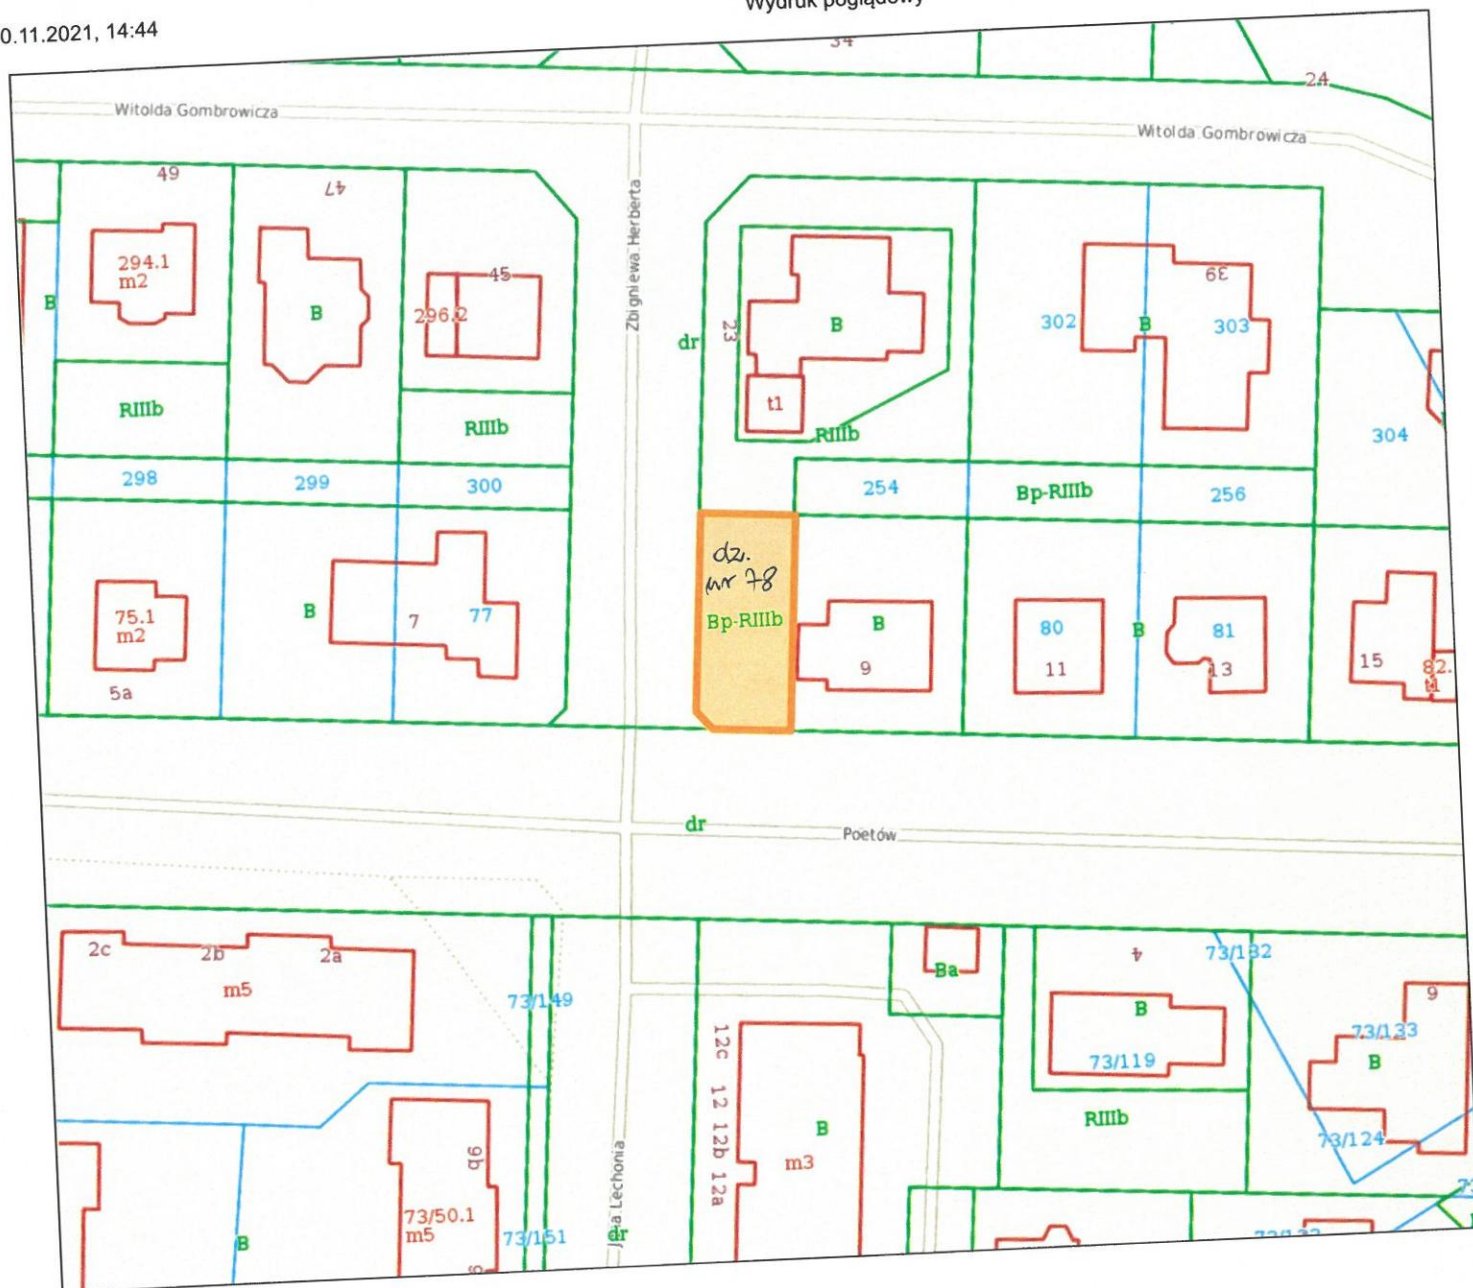 Wydruk poglądowy
0.11.2021, 14:44
34
24
Witolda Gombrowicza
Witolda Gombrowicza
49
47
45
39
294.1
m2
B
B
296.2
Zbigniewa Herberta
dr
23
B
t1
302
B
303
304
RIIIb
RIIIb
RIIIb
298
299
300
254
Bp-RIIIb
256
dz.
nr 78
Bp-RIIIb
75.1
m2
5a
B
7
77
B
9
80
11
B
81
13
15
82.
t1
dr
Poetów
2c
2b
2a
m5
73/149
Ba
4
73/132
B
73/119
RIIIb
9
73/133
B
73/124
12c 12 12b 12a
B
m3
9b
73/50.1
m5
B
73/151
dr
Lechonia